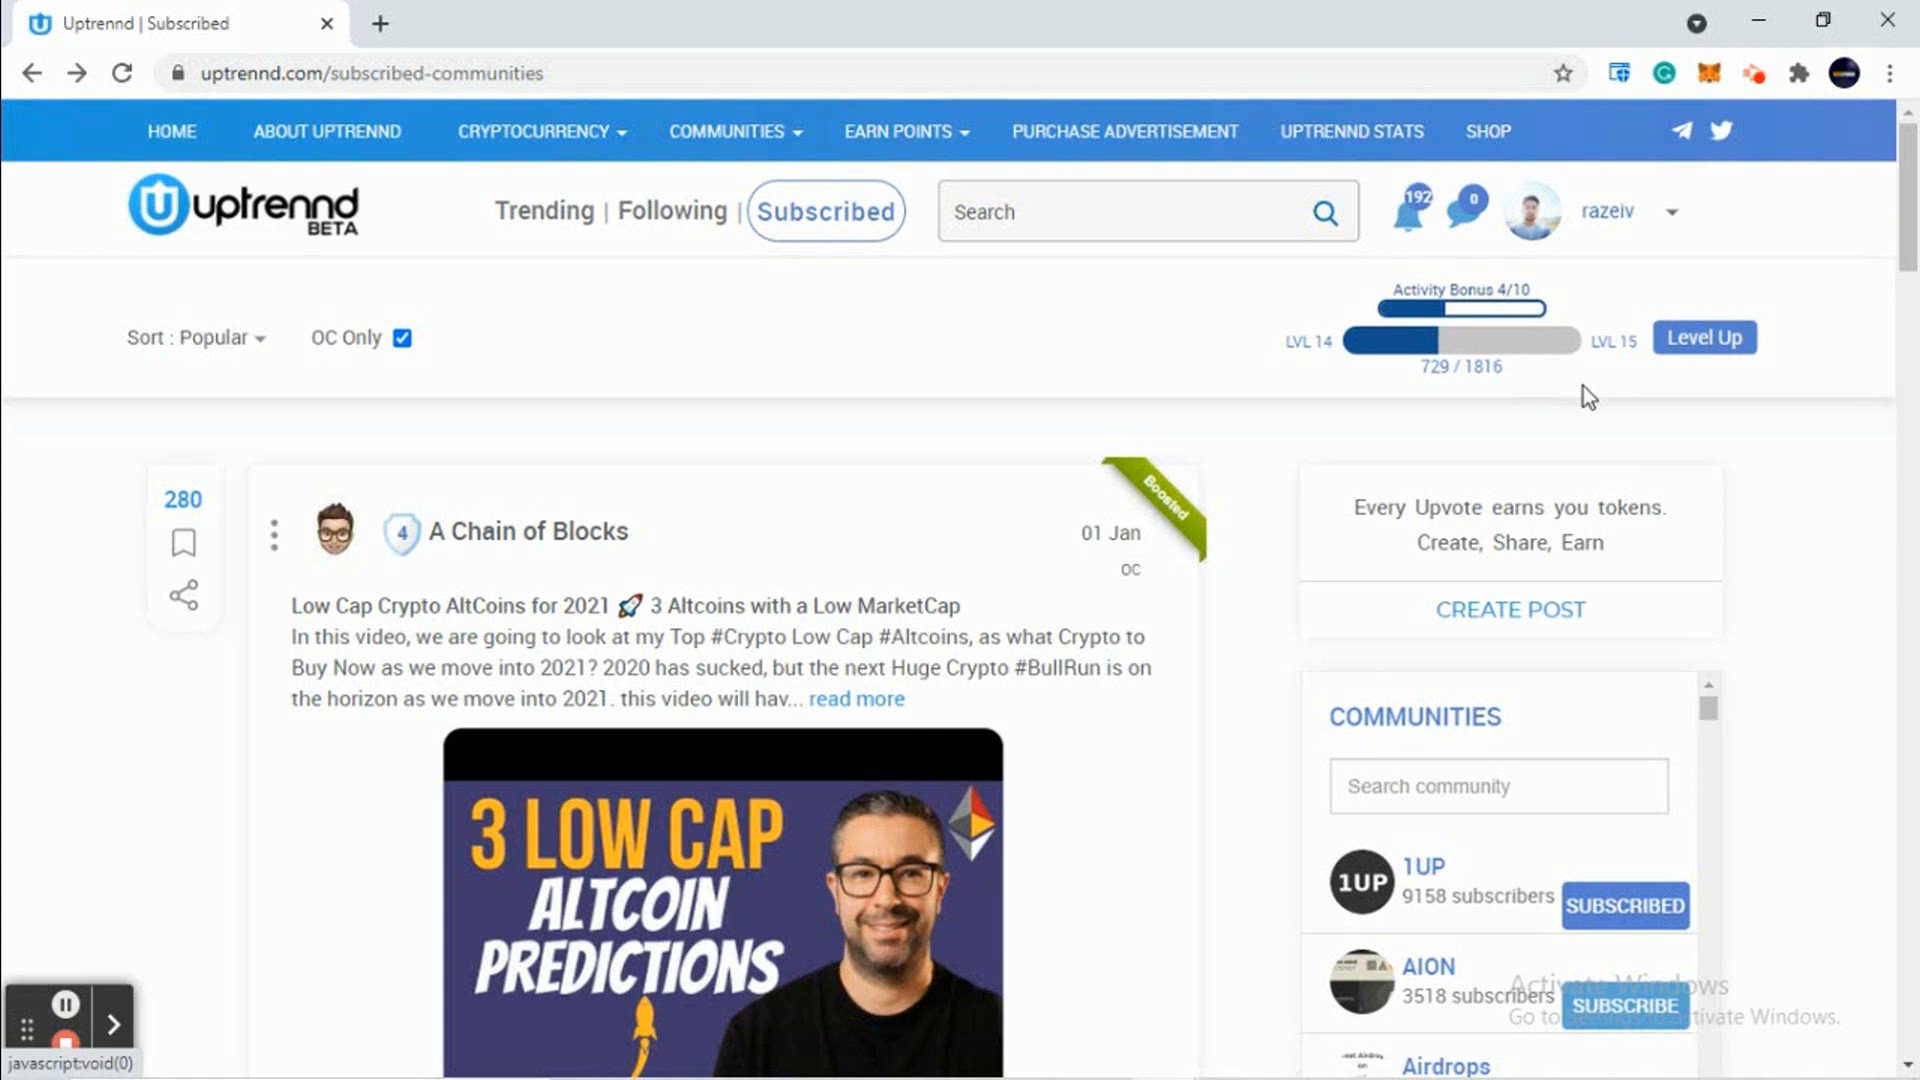 Uptrennd | Subscribed
uptrennd.com/subscribed-communities
HOME ABOUT UPTRENND CRYPTOCURRENCY COMMUNITIES EARN POINTS PURCHASE ADVERTISEMENT UPTRENND STATS SHOP
uptrennd
BETA
Trending | Following | Subscribed
Search
192
0
razeiv
Activity Bonus 4/10
Sort : Popular OC Only
LVL 14 LVL 15 Level Up
729 / 1816
280
4 A Chain of Blocks
01 Jan
OC
Boosted
Low Cap Crypto AltCoins for 2021 🚀 3 Altcoins with a Low MarketCap
In this video, we are going to look at my Top #Crypto Low Cap #Altcoins, as what Crypto to
Buy Now as we move into 2021? 2020 has sucked, but the next Huge Crypto #BullRun is on
the horizon as we move into 2021. this video will hav... read more
3 LOW CAP
ALTCOIN
PREDICTIONS
Every Upvote earns you tokens.
Create, Share, Earn
CREATE POST
COMMUNITIES
Search community
1UP
1UP
9158 subscribers
SUBSCRIBED
AION
3518 subscribers
SUBSCRIBE
Activate Windows
Go to activate Windows.
Airdrops
javascript:void(0)